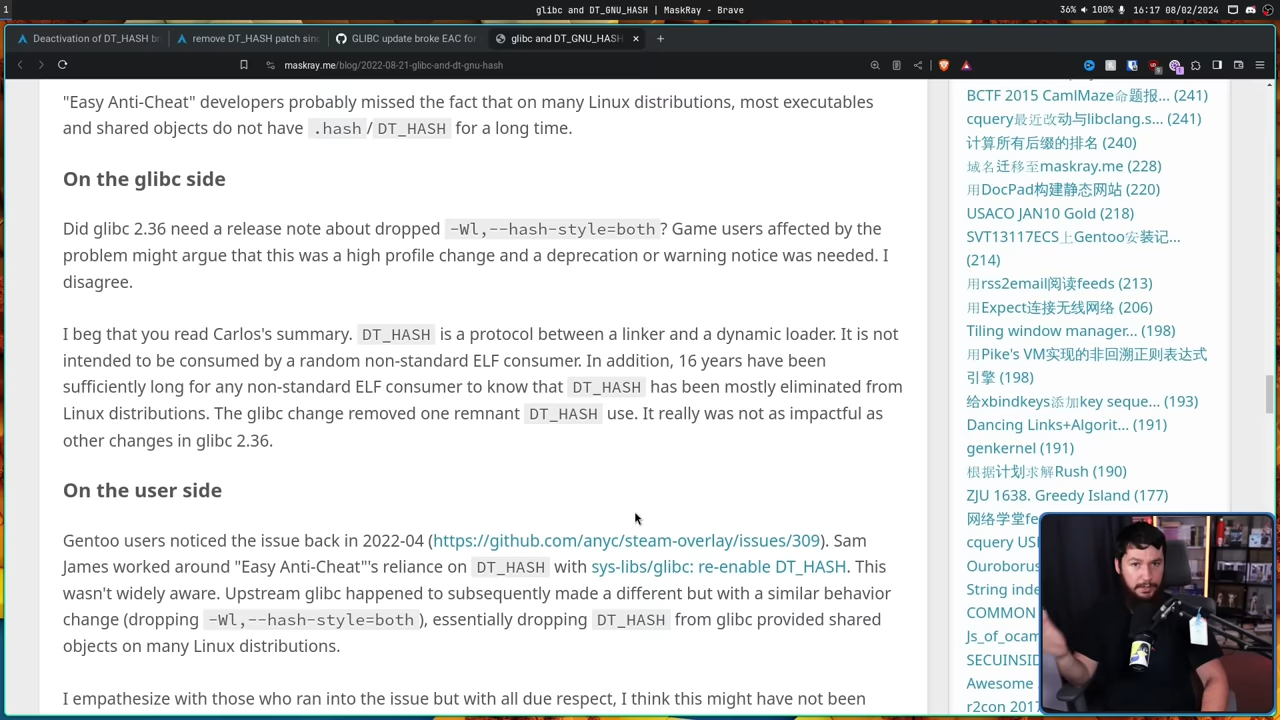 1
glibc and DT_GNU_HASH | MaskRay - Brave
36%
100%
16:17 08/02/2024
Deactivation of DT_HASH br
remove DT_HASH patch sinc
GLIBC update broke EAC for
glibc and DT_GNU_HASH
maskray.me/blog/2022-08-21-glibc-and-dt-gnu-hash
"Easy Anti-Cheat" developers probably missed the fact that on many Linux distributions, most executables
and shared objects do not have .hash/DT_HASH for a long time.
On the glibc side
Did glibc 2.36 need a release note about dropped -Wl,--hash-style=both? Game users affected by the
problem might argue that this was a high profile change and a deprecation or warning notice was needed. I
disagree.
I beg that you read Carlos's summary. DT_HASH is a protocol between a linker and a dynamic loader. It is not
intended to be consumed by a random non-standard ELF consumer. In addition, 16 years have been
sufficiently long for any non-standard ELF consumer to know that DT_HASH has been mostly eliminated from
Linux distributions. The glibc change removed one remnant DT_HASH use. It really was not as impactful as
other changes in glibc 2.36.
On the user side
Gentoo users noticed the issue back in 2022-04 (https://github.com/anyc/steam-overlay/issues/309). Sam
James worked around "Easy Anti-Cheat"'s reliance on DT_HASH with sys-libs/glibc: re-enable DT_HASH. This
wasn't widely aware. Upstream glibc happened to subsequently made a different but with a similar behavior
change (dropping -Wl,--hash-style=both), essentially dropping DT_HASH from glibc provided shared
objects on many Linux distributions.
I empathesize with those who ran into the issue but with all due respect, I think this might have not been
BCTF 2015 CamlMaze命题报... (241)
cquery最近改动与libclang.s... (241)
计算所有后缀的排名 (240)
域名迁移至maskray.me (228)
用DocPad构建静态网站 (220)
USACO JAN10 Gold (218)
SVT13117ECS上Gentoo安装记...
(214)
用rss2email阅读feeds (213)
用Expect连接无线网络 (206)
Tiling window manager... (198)
用Pike's VM实现的非回溯正则表达式
引擎 (198)
给xbindkeys添加key seque... (193)
Dancing Links+Algorit... (191)
genkernel (191)
根据计划求解Rush (190)
ZJU 1638. Greedy Island (177)
网络学堂fe
cquery US
Ouroboru
String inde
COMMON
Js_of_ocam
SECUINSID
Awesome
r2con 2017